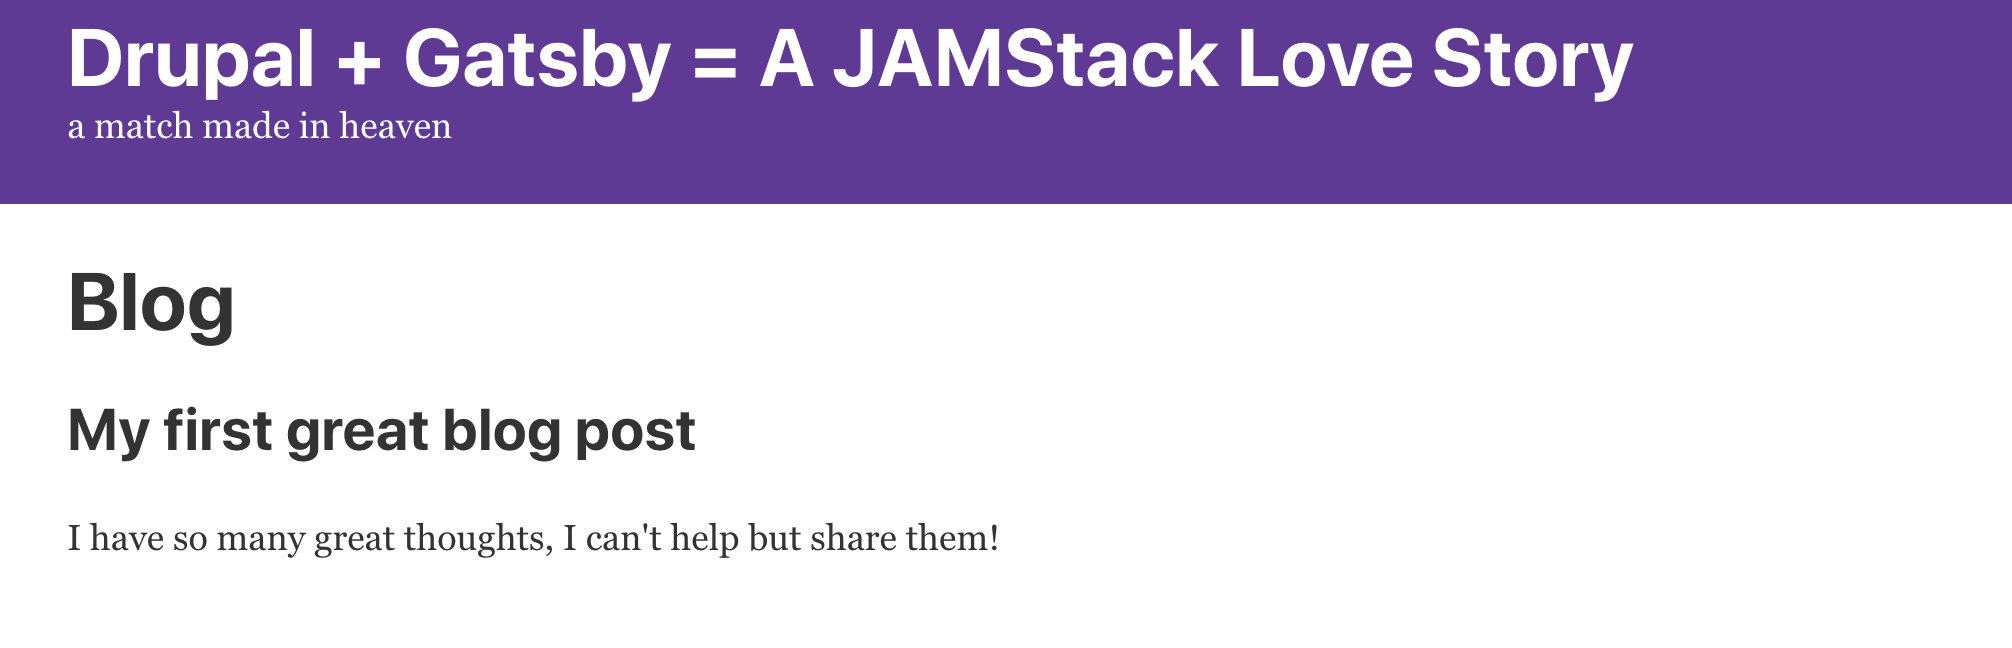 Drupal + Gatsby = A JAMStack Love Story
a match made in heaven
Blog
My first great blog post
I have so many great thoughts, I can't help but share them!